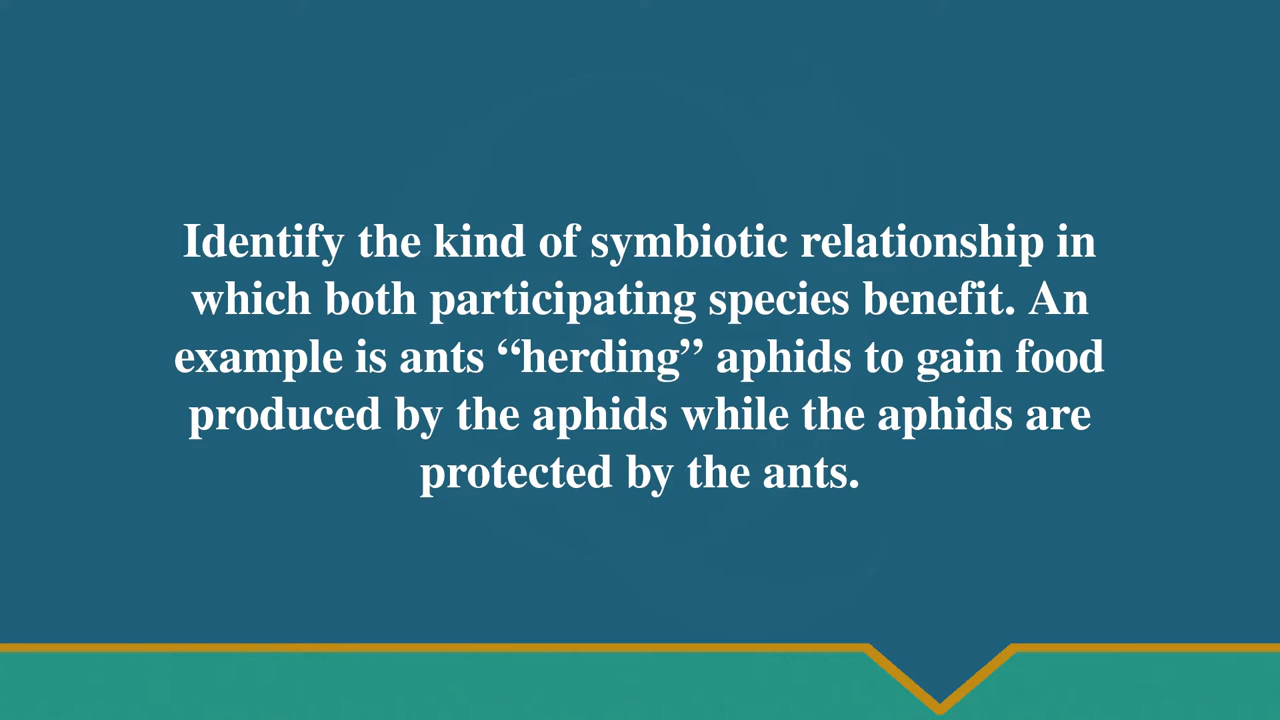 Identify the kind of symbiotic relationship in
which both participating species benefit. An
example is ants “herding” aphids to gain food
produced by the aphids while the aphids are
protected by the ants.